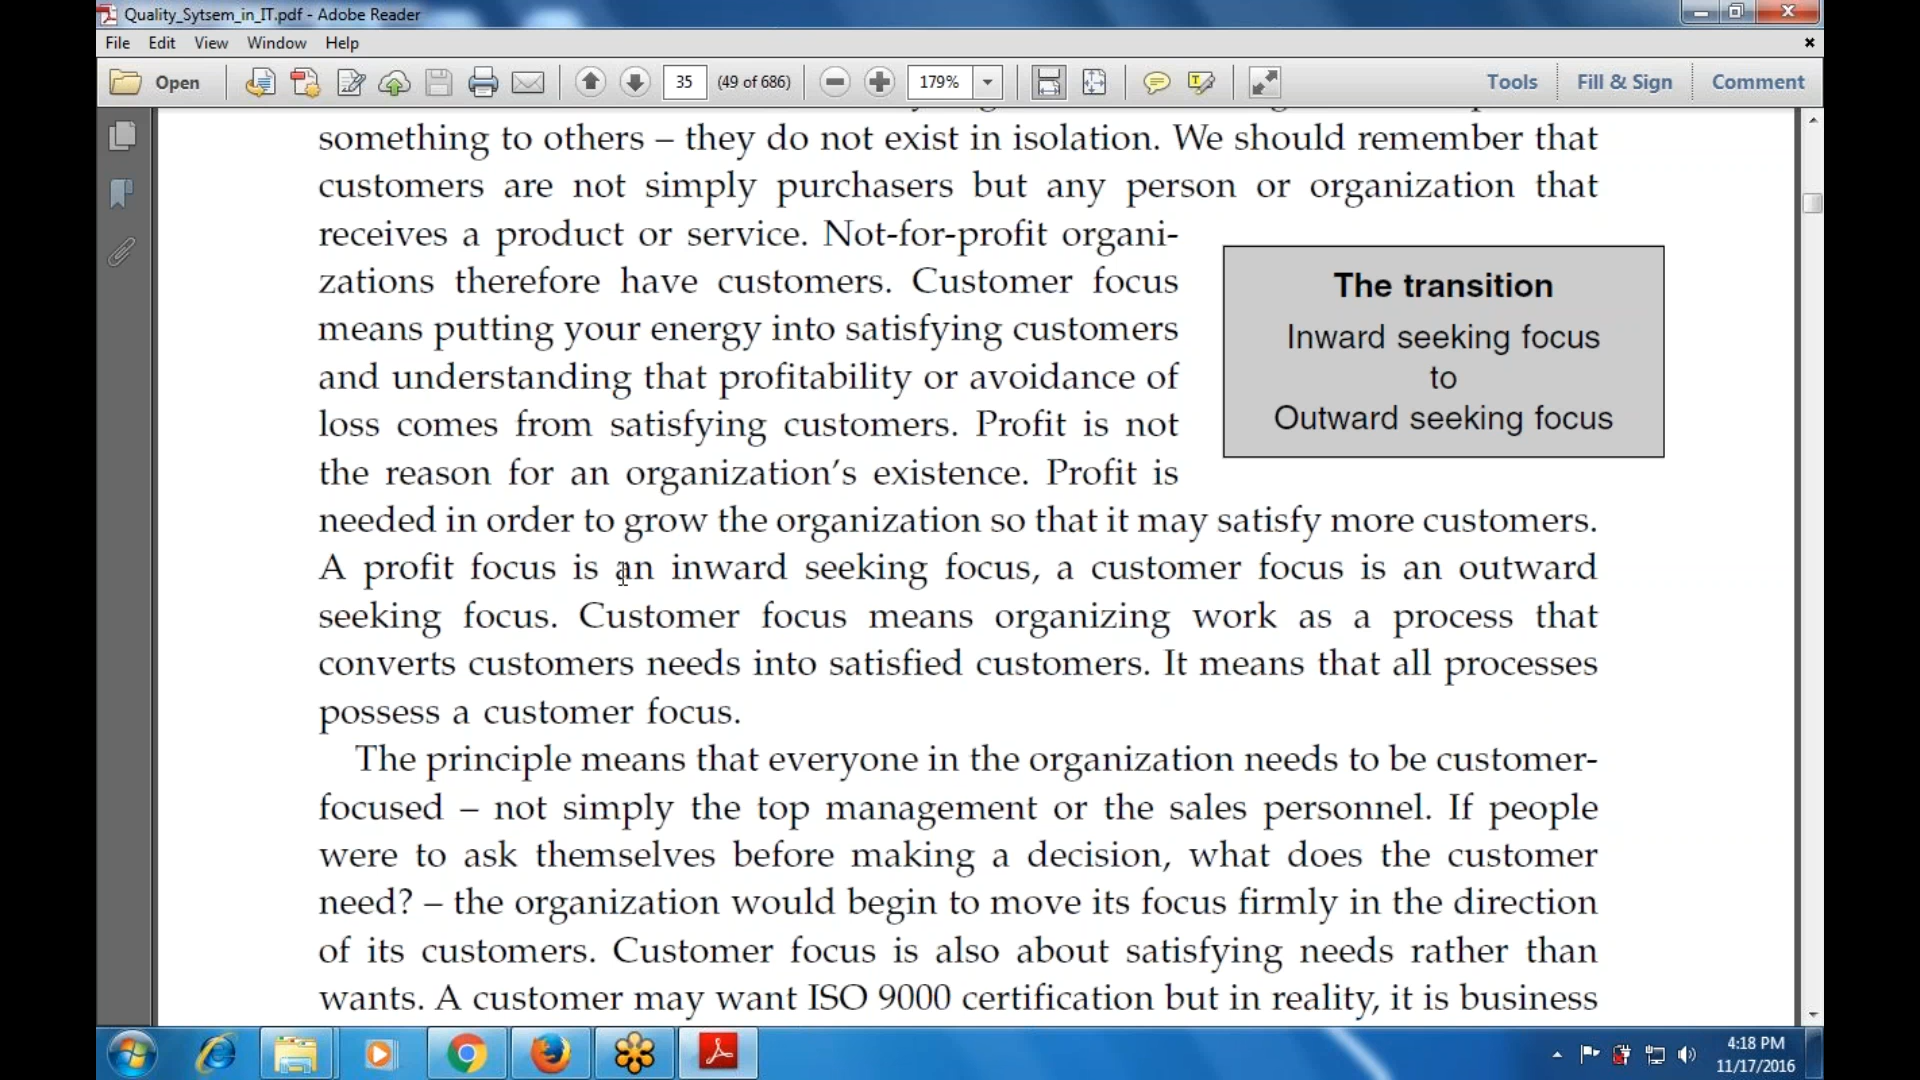 Quality_Sytsem_in_IT.pdf - Adobe Reader
File Edit View Window Help
Open 35 (49 of 686) 179% Tools Fill & Sign Comment
something to others – they do not exist in isolation. We should remember that
customers are not simply purchasers but any person or organization that
receives a product or service. Not-for-profit organi-
zations therefore have customers. Customer focus
means putting your energy into satisfying customers
and understanding that profitability or avoidance of
loss comes from satisfying customers. Profit is not
the reason for an organization's existence. Profit is
The transition
Inward seeking focus
to
Outward seeking focus
needed in order to grow the organization so that it may satisfy more customers.
A profit focus is an inward seeking focus, a customer focus is an outward
seeking focus. Customer focus means organizing work as a process that
converts customers needs into satisfied customers. It means that all processes
possess a customer focus.
The principle means that everyone in the organization needs to be customer-
focused – not simply the top management or the sales personnel. If people
were to ask themselves before making a decision, what does the customer
need? – the organization would begin to move its focus firmly in the direction
of its customers. Customer focus is also about satisfying needs rather than
wants. A customer may want ISO 9000 certification but in reality, it is business
4:18 PM
11/17/2016